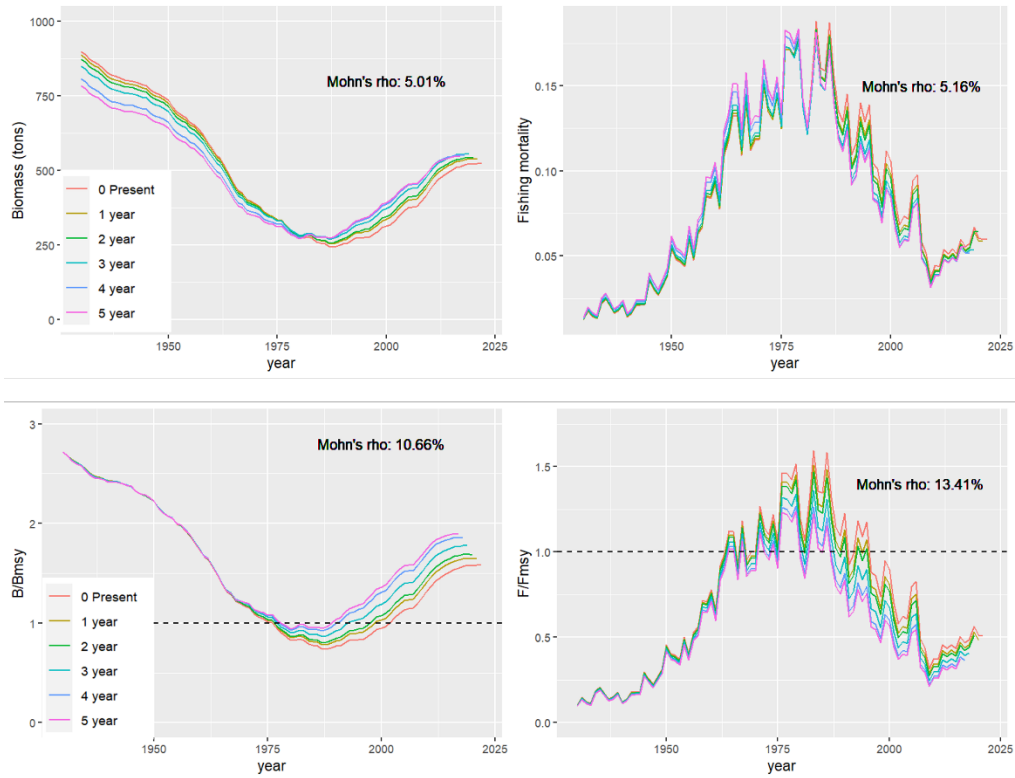 1000
750
500
250
0
Biomass (tons)
Mohn's rho: 5.01%
0 Present
1 year
2 year
3 year
4 year
5 year
1950
1975
2000
2025
year
0.15
0.10
0.05
Fishing mortality
Mohn's rho: 5.16%
1950
1975
2000
2025
year
3
2
1
0
B/Bmsy
Mohn's rho: 10.66%
0 Present
1 year
2 year
3 year
4 year
5 year
1950
1975
2000
2025
year
1.5
1.0
0.5
0.0
F/Fmsy
Mohn's rho: 13.41%
1950
1975
2000
2025
year